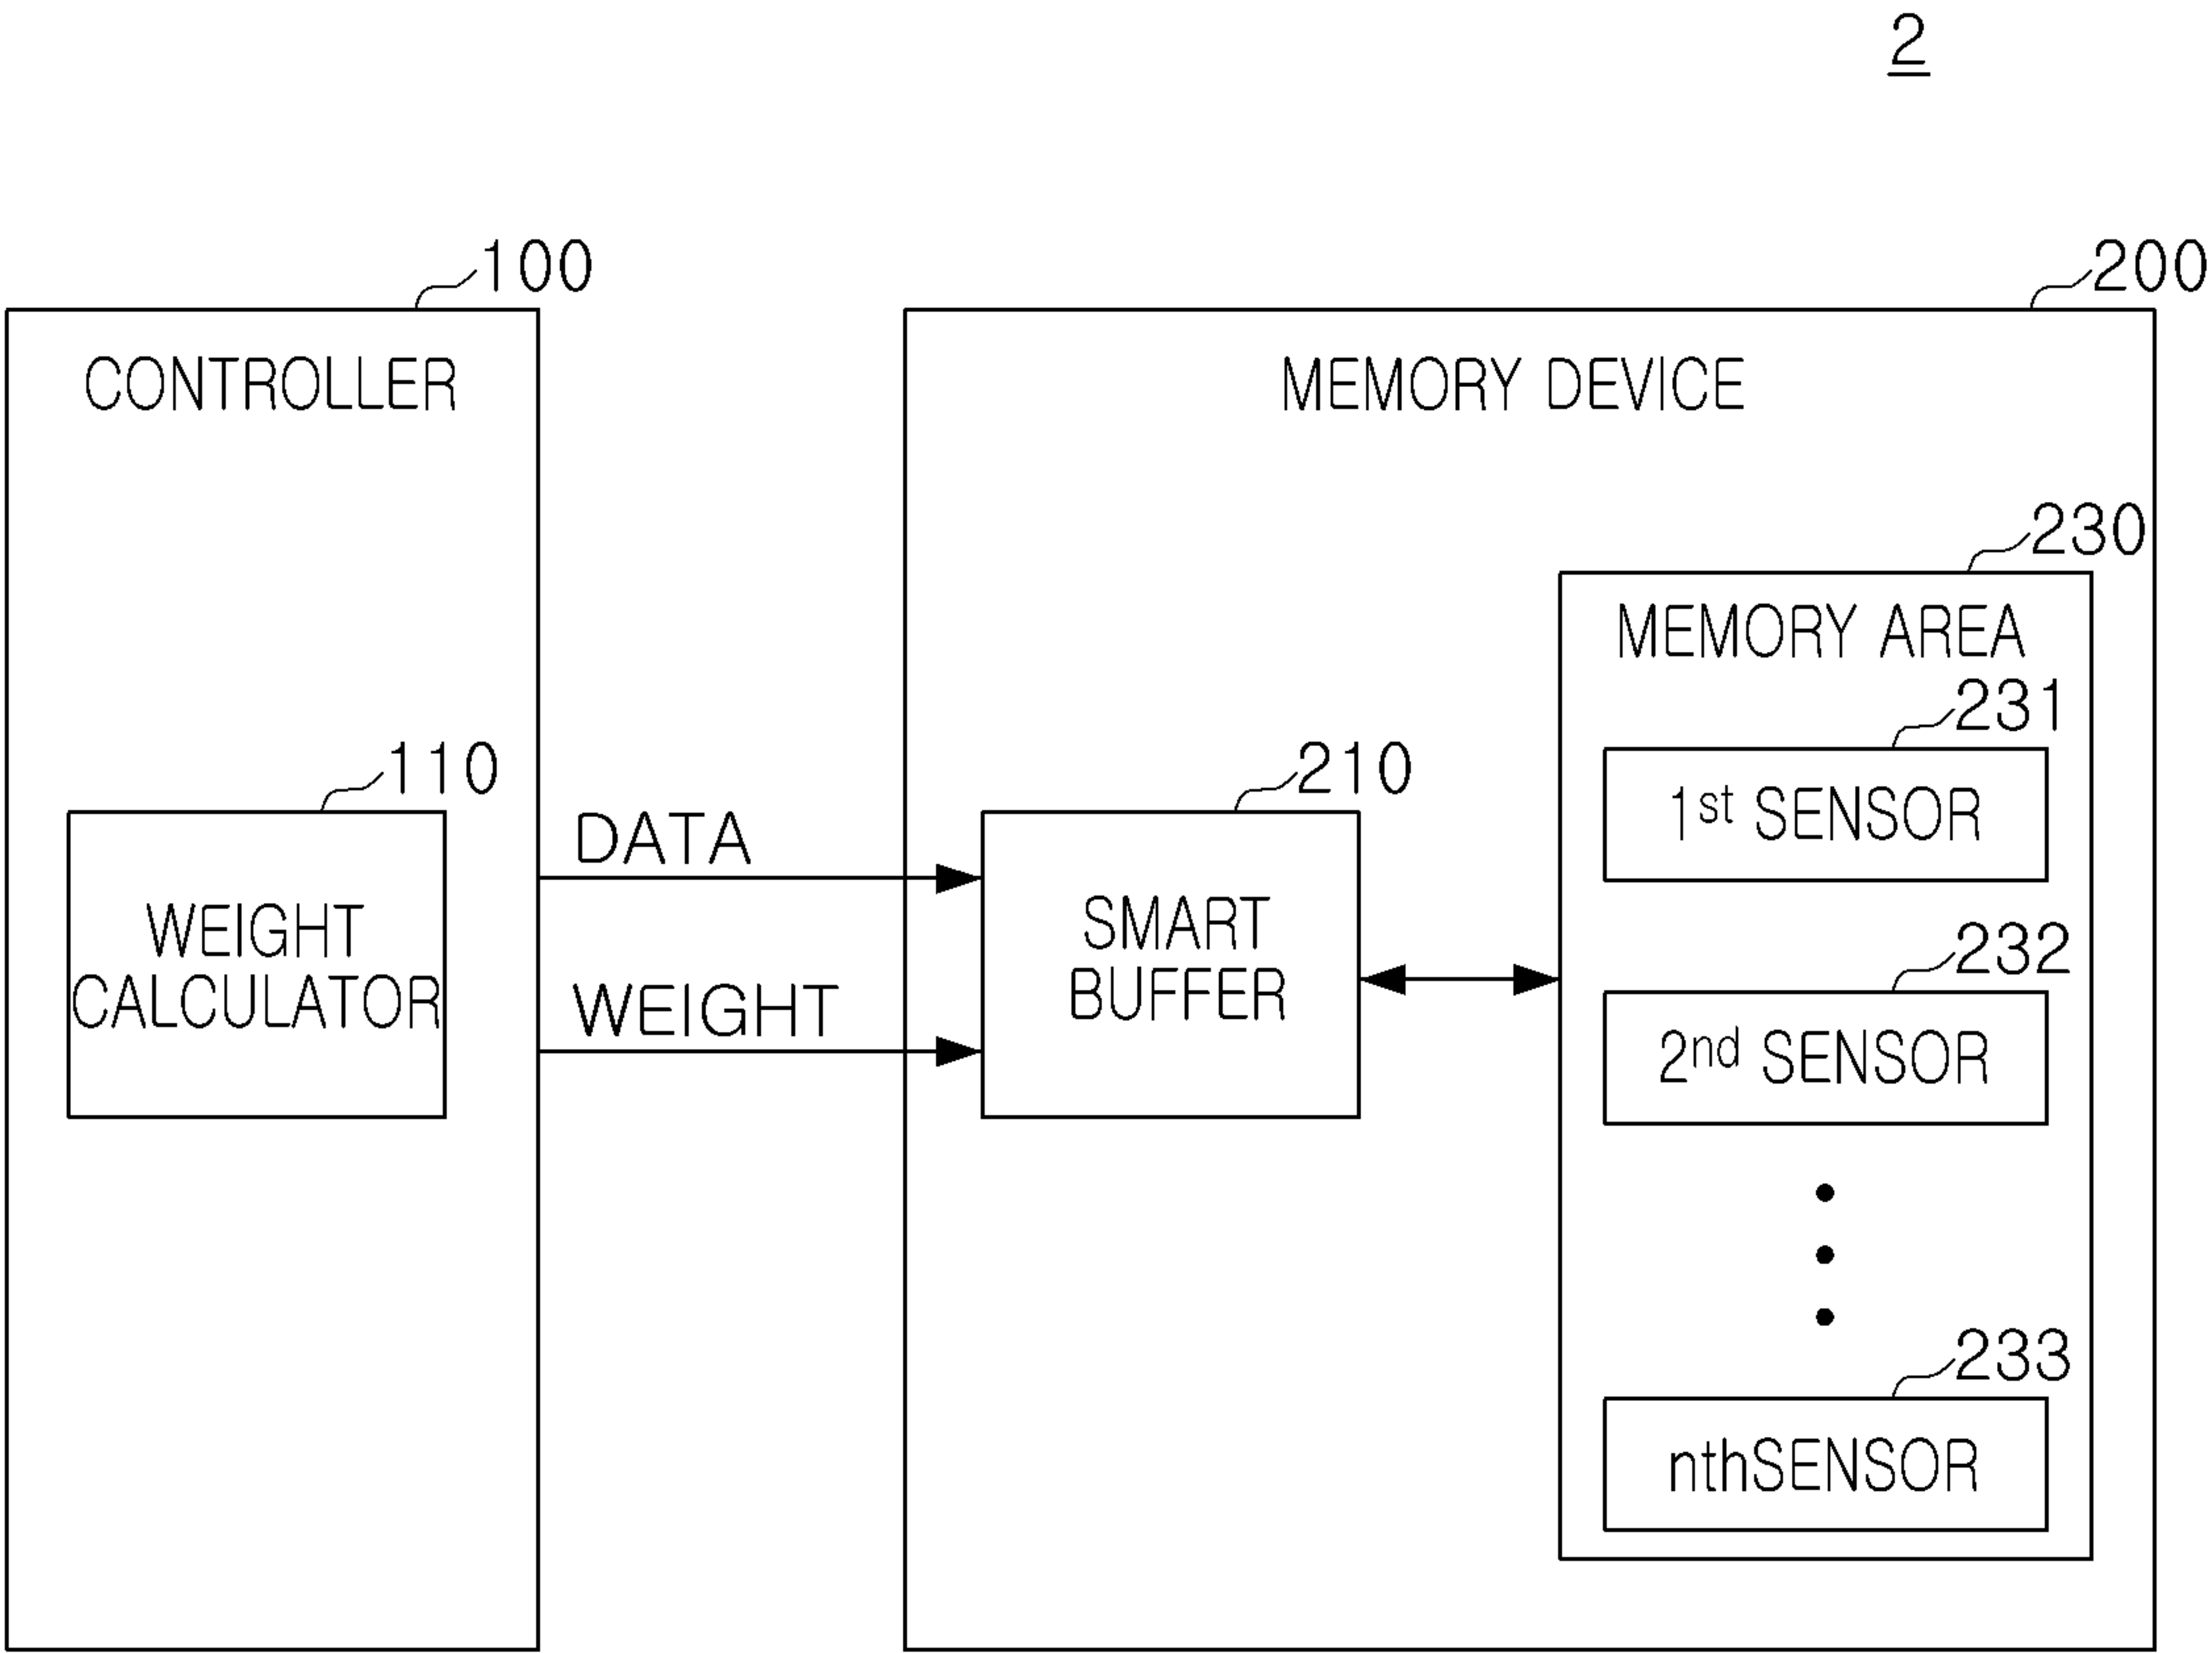 2
100
200
CONTROLLER
MEMORY DEVICE
230
MEMORY AREA
231
1st SENSOR
110
210
DATA
WEIGHT
CALCULATOR
SMART
BUFFER
WEIGHT
232
2nd SENSOR
233
nthSENSOR